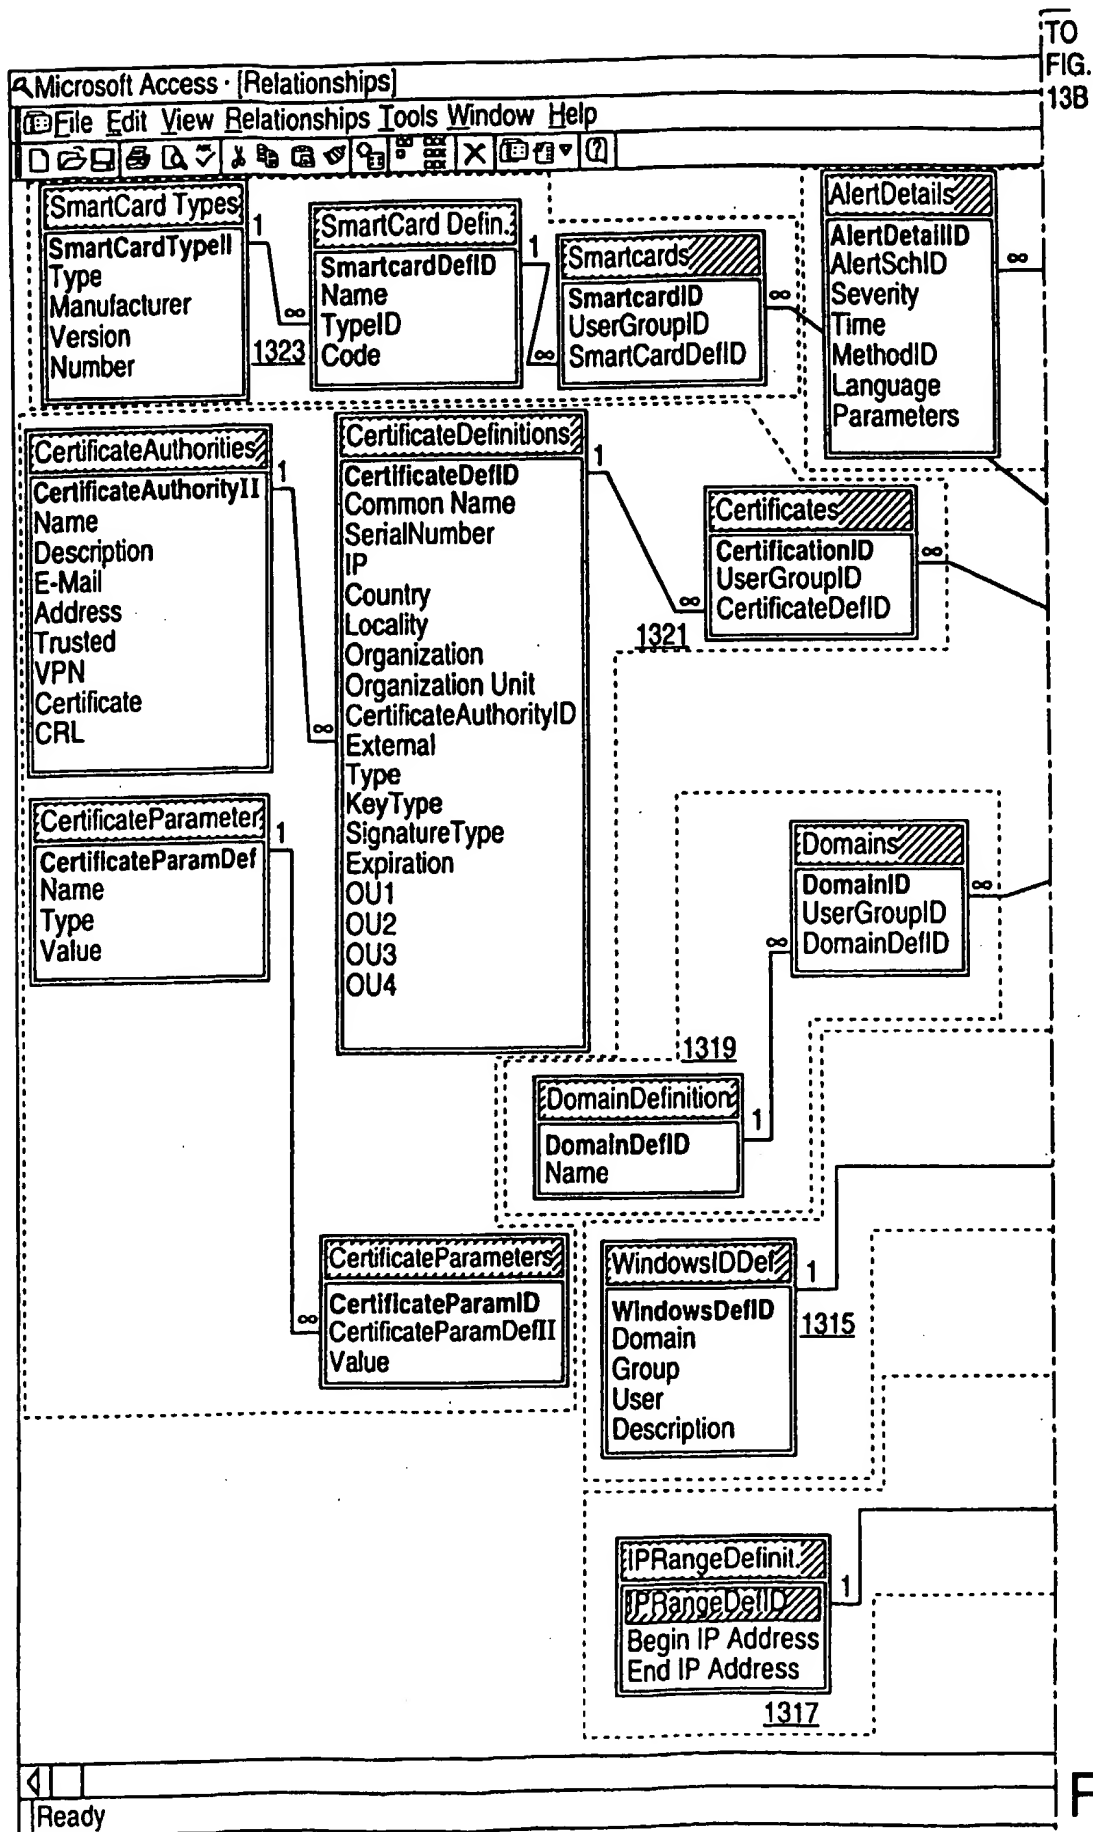 TO
FIG.
13B
Microsoft Access · [Relationships]
File Edit View Relationships Tools Window Help
SmartCard Types
SmartCardTypeII
Type
Manufacturer
Version
Number
1
∞
1323
SmartCard Defin.
SmartcardDefID
Name
TypeID
Code
1
∞
Smartcards
SmartcardID
UserGroupID
SmartCardDefID
∞
AlertDetails
AlertDetailID
AlertSchID
Severity
Time
MethodID
Language
Parameters
∞
CertificateAuthorities
CertificateAuthorityII
Name
Description
E-Mail
Address
Trusted
VPN
Certificate
CRL
1
∞
CertificateDefinitions
CertificateDefID
Common Name
SerialNumber
IP
Country
Locality
Organization
Organization Unit
CertificateAuthorityID
External
Type
KeyType
SignatureType
Expiration
OU1
OU2
OU3
OU4
1
∞
1321
Certificates
CertificationID
UserGroupID
CertificateDefID
∞
CertificateParameter
CertificateParamDef
Name
Type
Value
1
∞
Domains
DomainID
UserGroupID
DomainDefID
∞
∞
1319
DomainDefinition
DomainDefID
Name
1
CertificateParameters
CertificateParamID
CertificateParamDefII
Value
WindowsIDDef
WindowsDefID
Domain
Group
User
Description
1
1315
IPRangeDefinit.
IPRangeDefID
Begin IP Address
End IP Address
1
1317
Ready
F